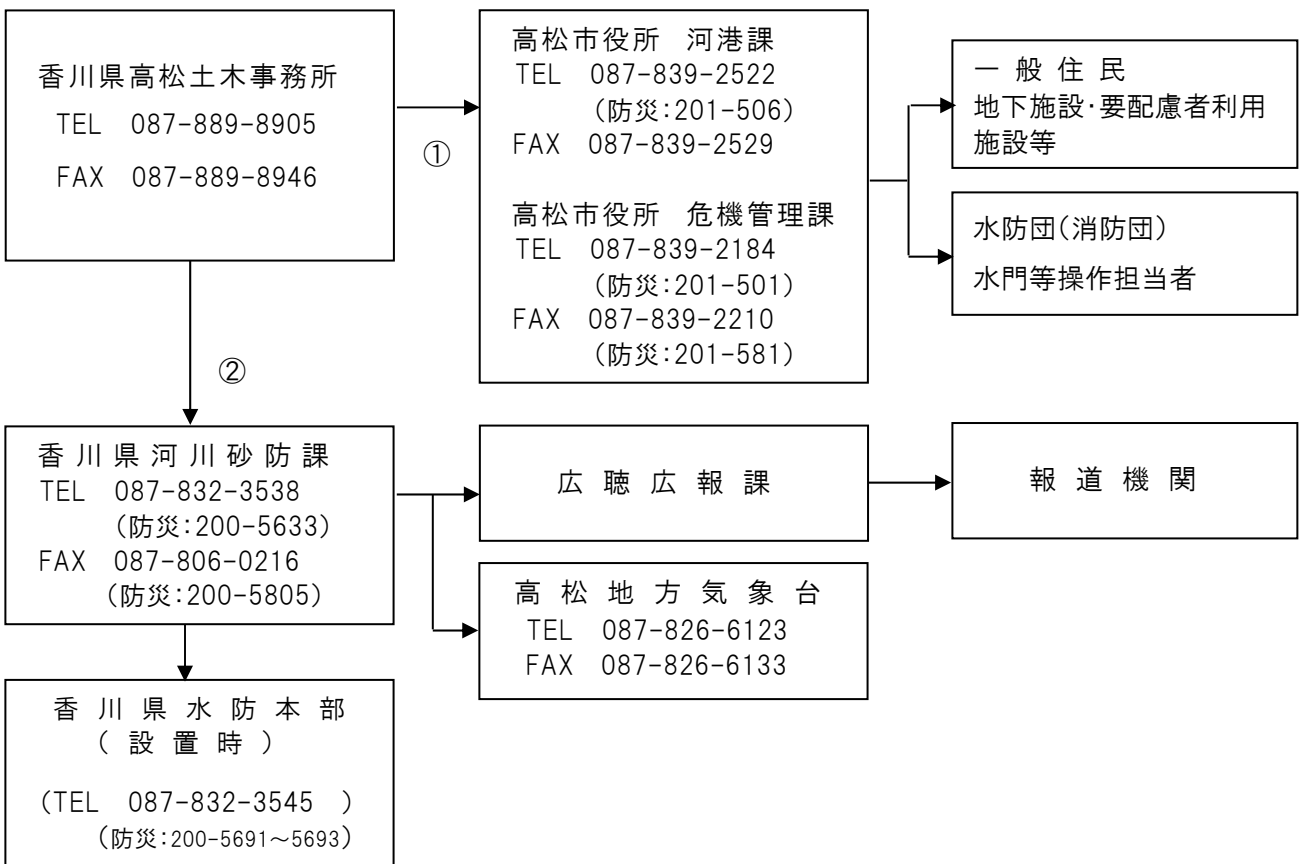 香川県高松土木事務所
TEL 087-889-8905
FAX 087-889-8946
①
高松市役所 河港課
TEL 087-839-2522
(防災:201-506)
FAX 087-839-2529
高松市役所 危機管理課
TEL 087-839-2184
(防災:201-501)
FAX 087-839-2210
(防災:201-581)
一般住民
地下施設・要配慮者利用
施設等
水防団(消防団)
水門等操作担当者
②
香川県河川砂防課
TEL 087-832-3538
(防災:200-5633)
FAX 087-806-0216
(防災:200-5805)
広聴広報課
報道機関
高松地方気象台
TEL 087-826-6123
FAX 087-826-6133
香川県水防本部
(設置時)
(TEL 087-832-3545 )
(防災:200-5691~5693)